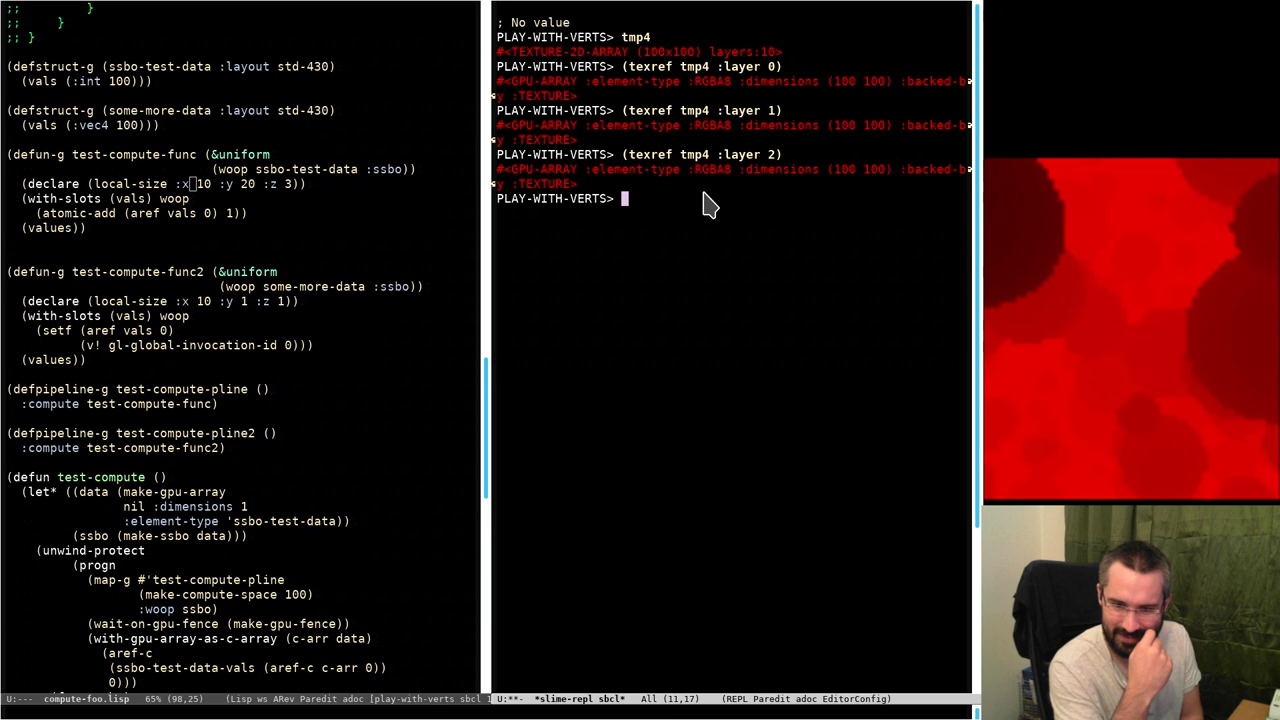 ;;          }
;;     }
;; }
(defstruct-g (ssbo-test-data :layout std-430)
  (vals (:int 100)))
(defstruct-g (some-more-data :layout std-430)
  (vals (:vec4 100)))
(defun-g test-compute-func (&uniform
                            (woop ssbo-test-data :ssbo))
  (declare (local-size :x 10 :y 20 :z 3))
  (with-slots (vals) woop
    (atomic-add (aref vals 0) 1))
  (values))
(defun-g test-compute-func2 (&uniform
                             (woop some-more-data :ssbo))
  (declare (local-size :x 10 :y 1 :z 1))
  (with-slots (vals) woop
    (setf (aref vals 0)
          (v! gl-global-invocation-id 0)))
  (values))
(defpipeline-g test-compute-pline ()
  :compute test-compute-func)
(defpipeline-g test-compute-pline2 ()
  :compute test-compute-func2)
(defun test-compute ()
  (let* ((data (make-gpu-array
                nil :dimensions 1
                :element-type 'ssbo-test-data))
         (ssbo (make-ssbo data)))
    (unwind-protect
         (progn
           (map-g #'test-compute-pline
                  (make-compute-space 100)
                  :woop ssbo)
           (wait-on-gpu-fence (make-gpu-fence))
           (with-gpu-array-as-c-array (c-arr data)
             (aref-c
              (ssbo-test-data-vals (aref-c c-arr 0))
              0)))
U:---  compute-foo.lisp   65% (98,25)    (Lisp ws ARev Paredit adoc [play-with-verts sbcl 1
; No value
PLAY-WITH-VERTS> tmp4
#<TEXTURE-2D-ARRAY (100x100) layers:10>
PLAY-WITH-VERTS> (texref tmp4 :layer 0)
#<GPU-ARRAY :element-type :RGBA8 :dimensions (100 100) :backed-b
y :TEXTURE>
PLAY-WITH-VERTS> (texref tmp4 :layer 1)
#<GPU-ARRAY :element-type :RGBA8 :dimensions (100 100) :backed-b
y :TEXTURE>
PLAY-WITH-VERTS> (texref tmp4 :layer 2)
#<GPU-ARRAY :element-type :RGBA8 :dimensions (100 100) :backed-b
y :TEXTURE>
PLAY-WITH-VERTS>
U:**-  *slime-repl sbcl*   All (11,17)    (REPL Paredit adoc EditorConfig)